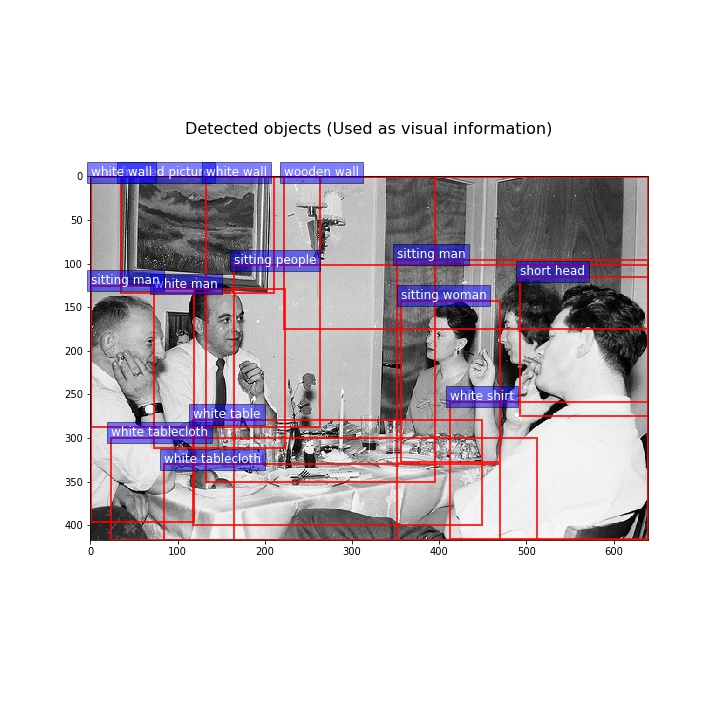 Detected objects (Used as visual information)
white wall
d pictur
white wall
wooden wall
sitting people
sitting man
short head
sitting man
white man
sitting woman
white shirt
white table
white tablecloth
white tablecloth
0
50
100
150
200
250
300
350
400
0 100 200 300 400 500 600